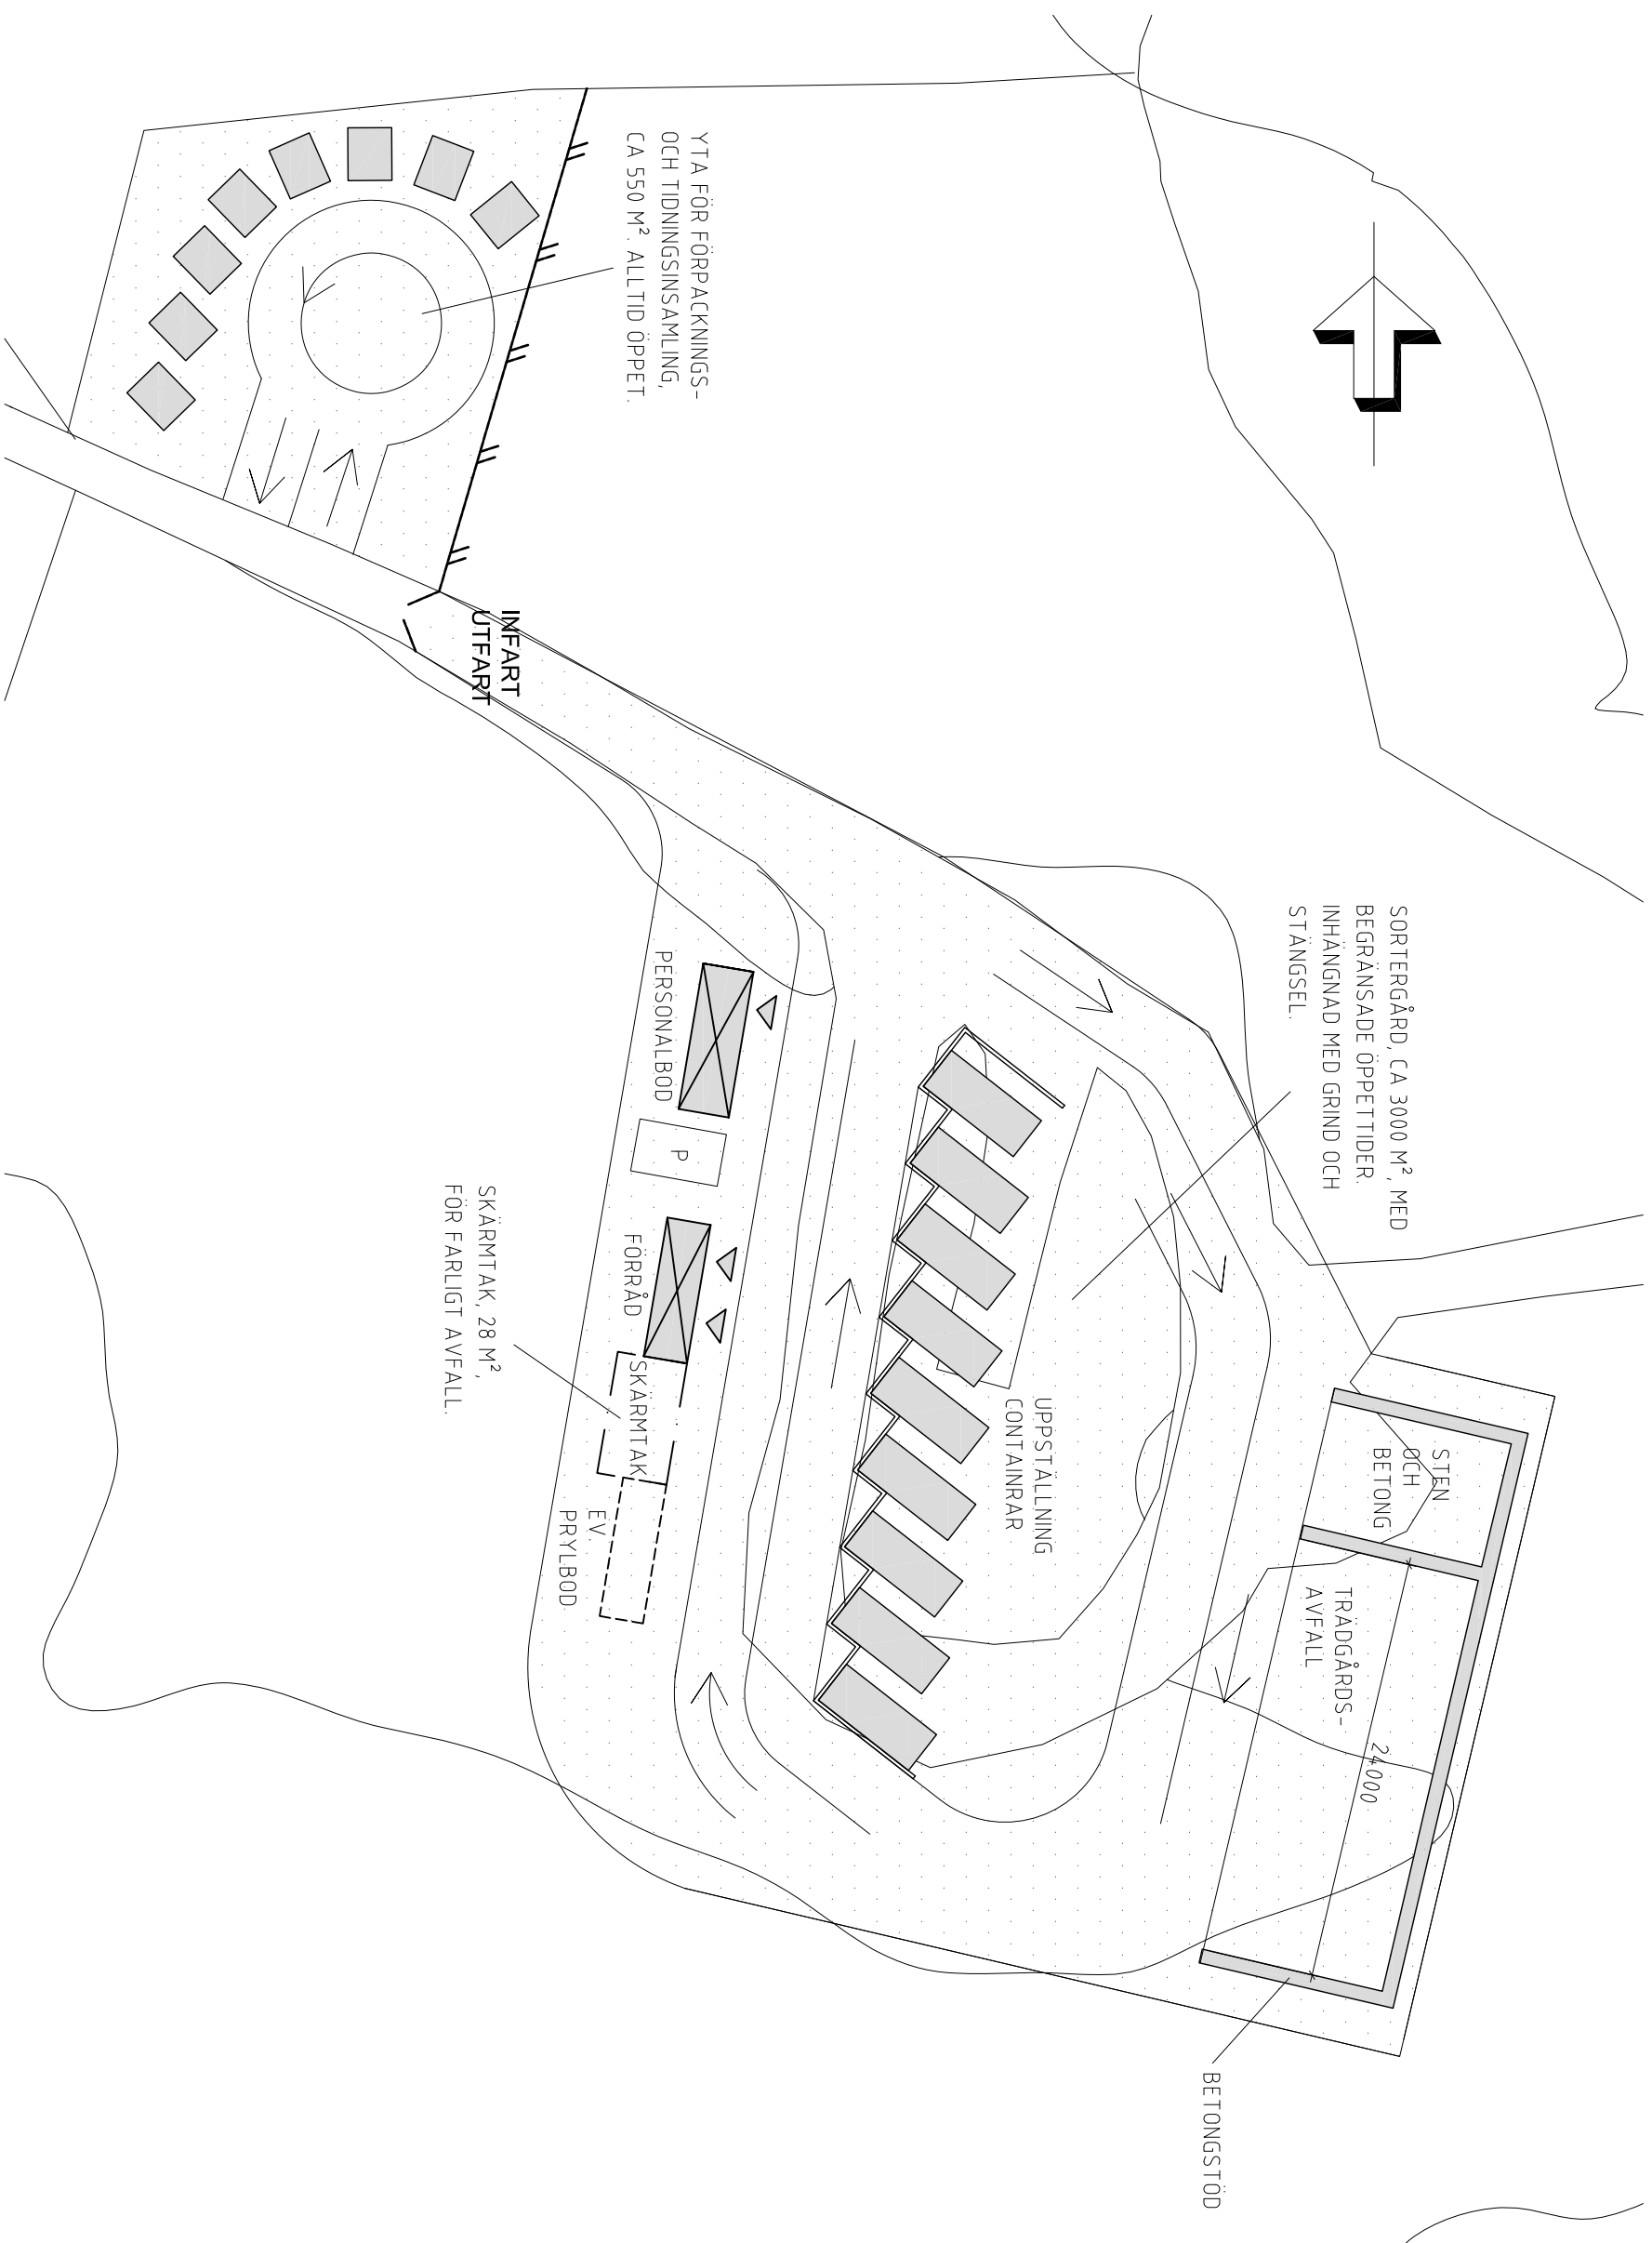 YTA FÖR FÖRPACKNINGS-
OCH TIDNINGSINSAMLING,
CA 550 M². ALLTID ÖPPET.
INFART
UTFART
SORTERGÅRD, CA 3000 M², MED
BEGRÄNSADE ÖPPETTIDER.
INHÄNGNAD MED GRIND OCH
STÄNGSEL.
PERSONALBOD
P
FÖRRÅD
SKÄRMTAK
SKÄRMTAK, 28 M²,
FÖR FARLIGT AVFALL.
EV.
PRYLBOD
UPPSTÄLLNING
CONTAINRAR
STEN
OCH
BETONG
TRÄDGÅRDS-
AVFALL
24000
BETONGSTÖD